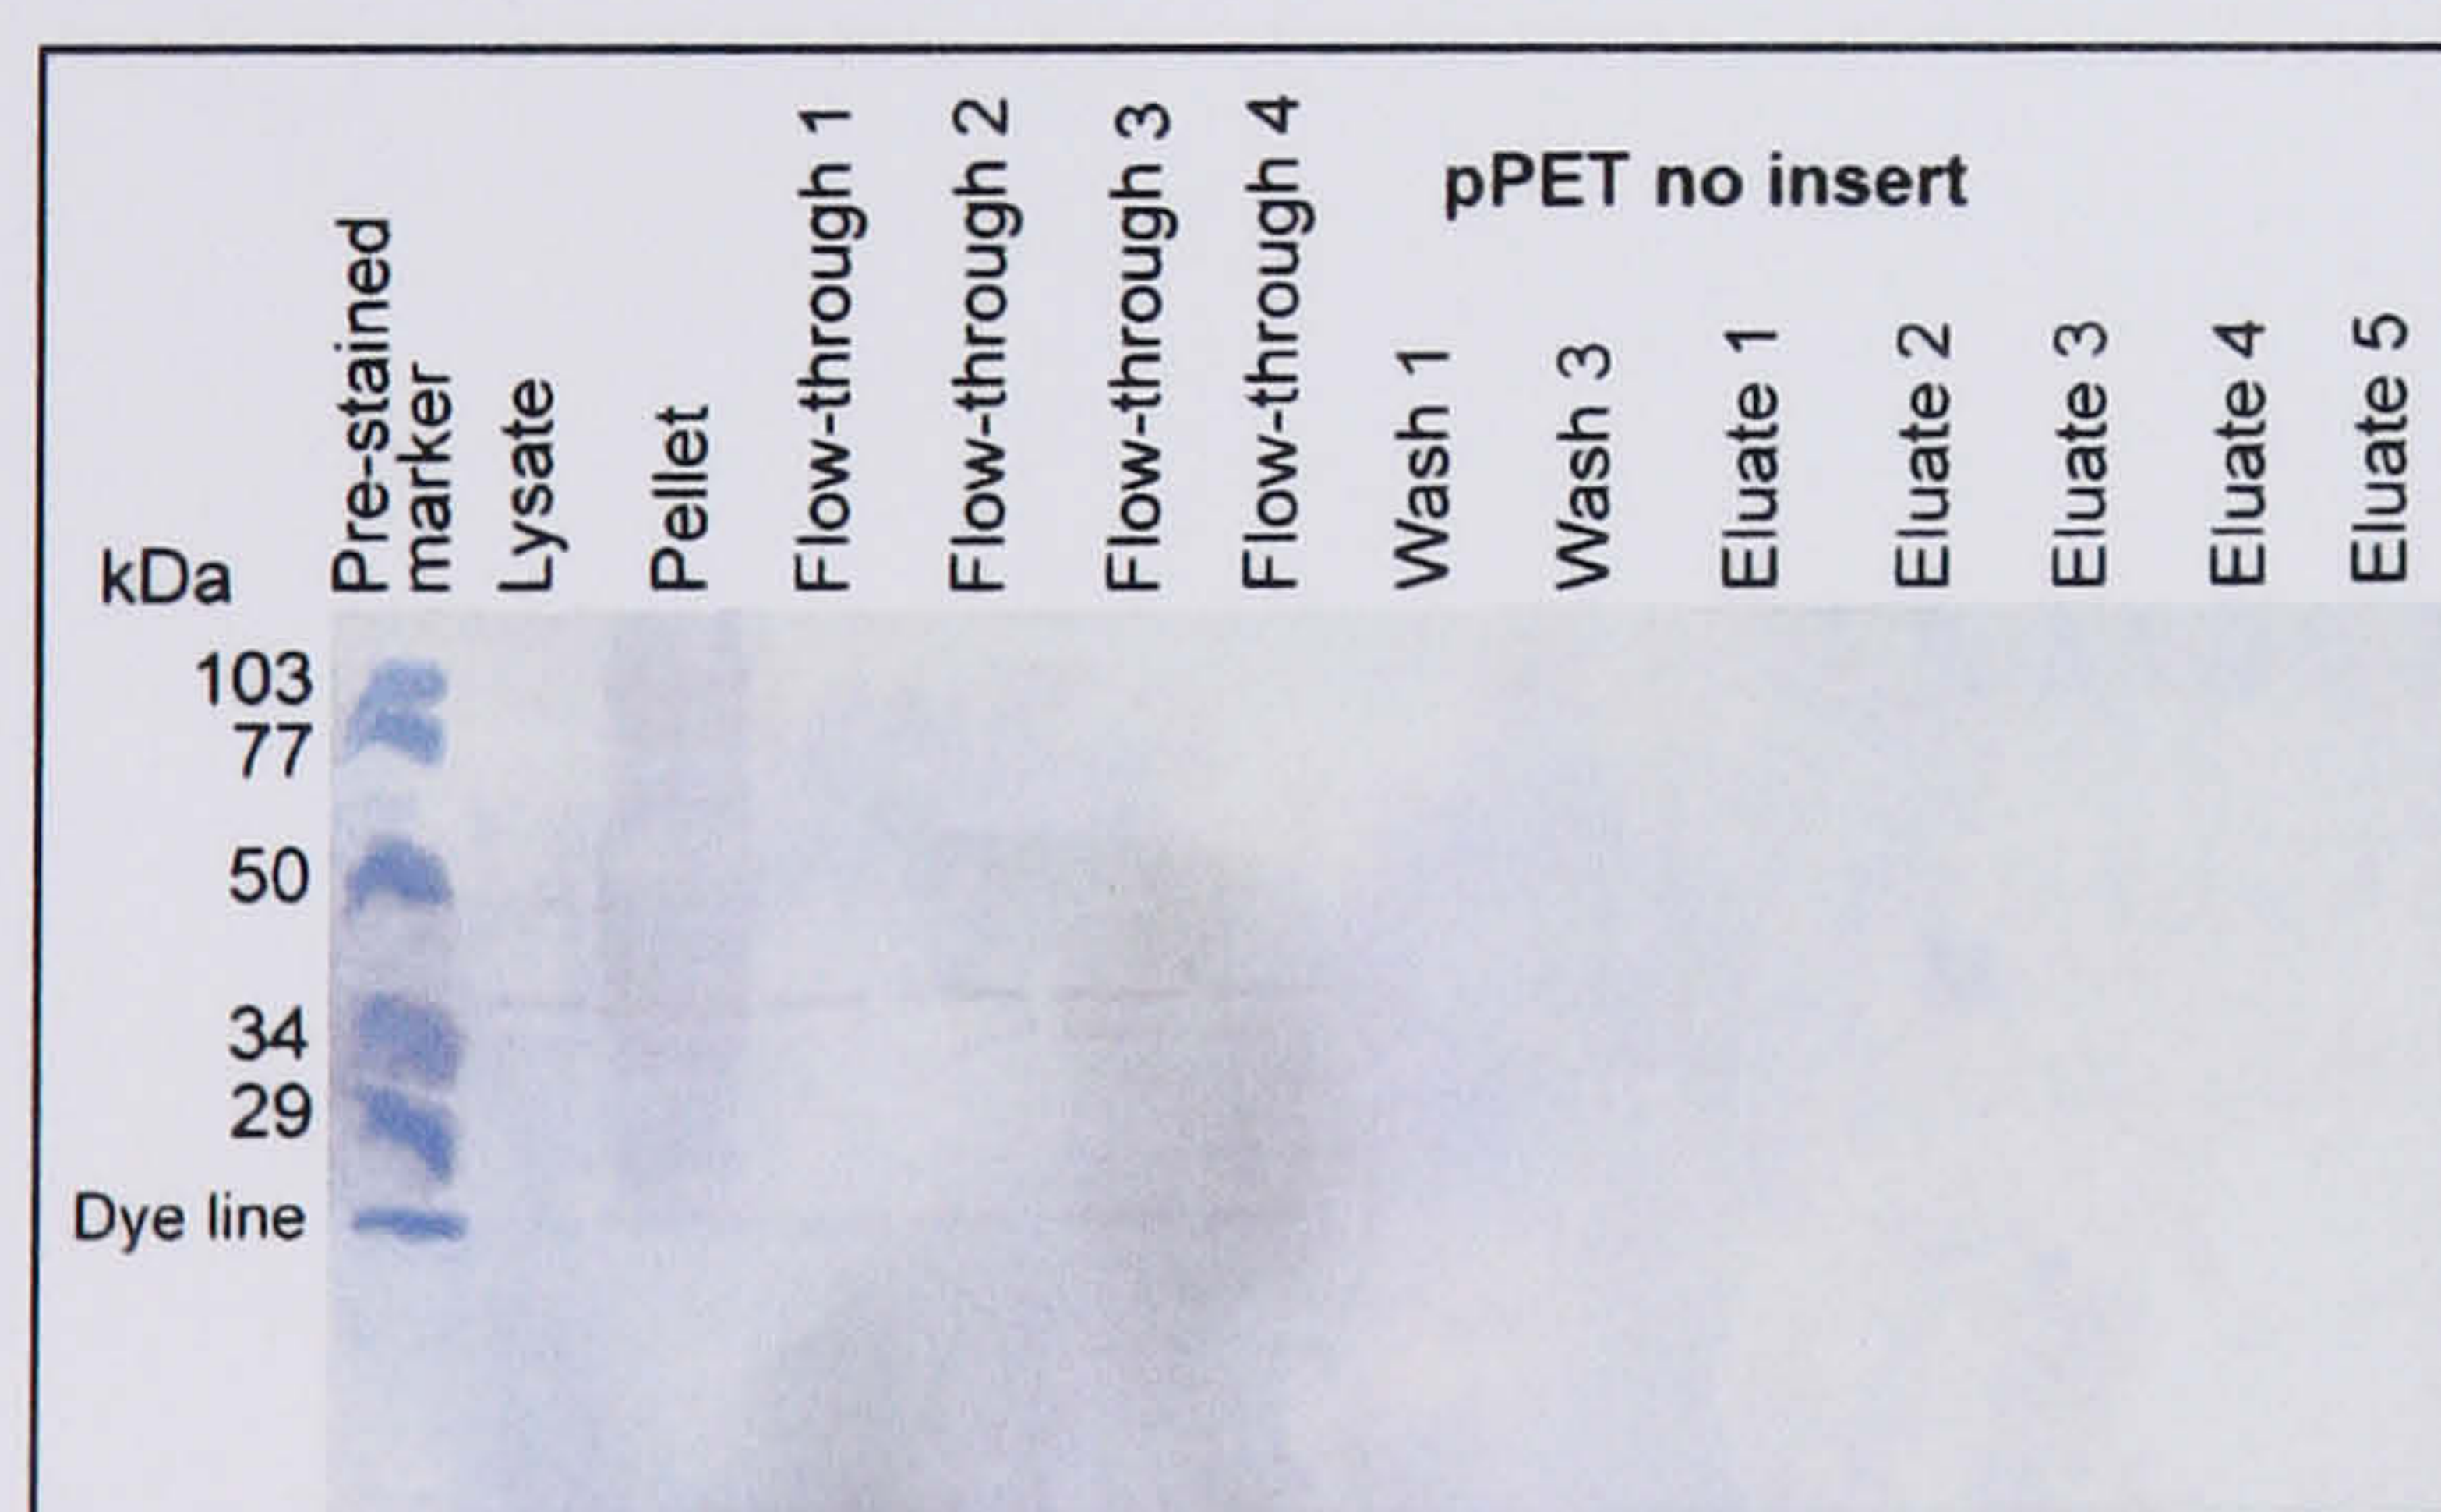 pPET no insert
kDa
Pre-stained
marker
Lysate
Pellet
Flow-through 1
Flow-through 2
Flow-through 3
Flow-through 4
Wash 1
Wash 3
Eluate 1
Eluate 2
Eluate 3
Eluate 4
Eluate 5
103
77
50
34
29
Dye line